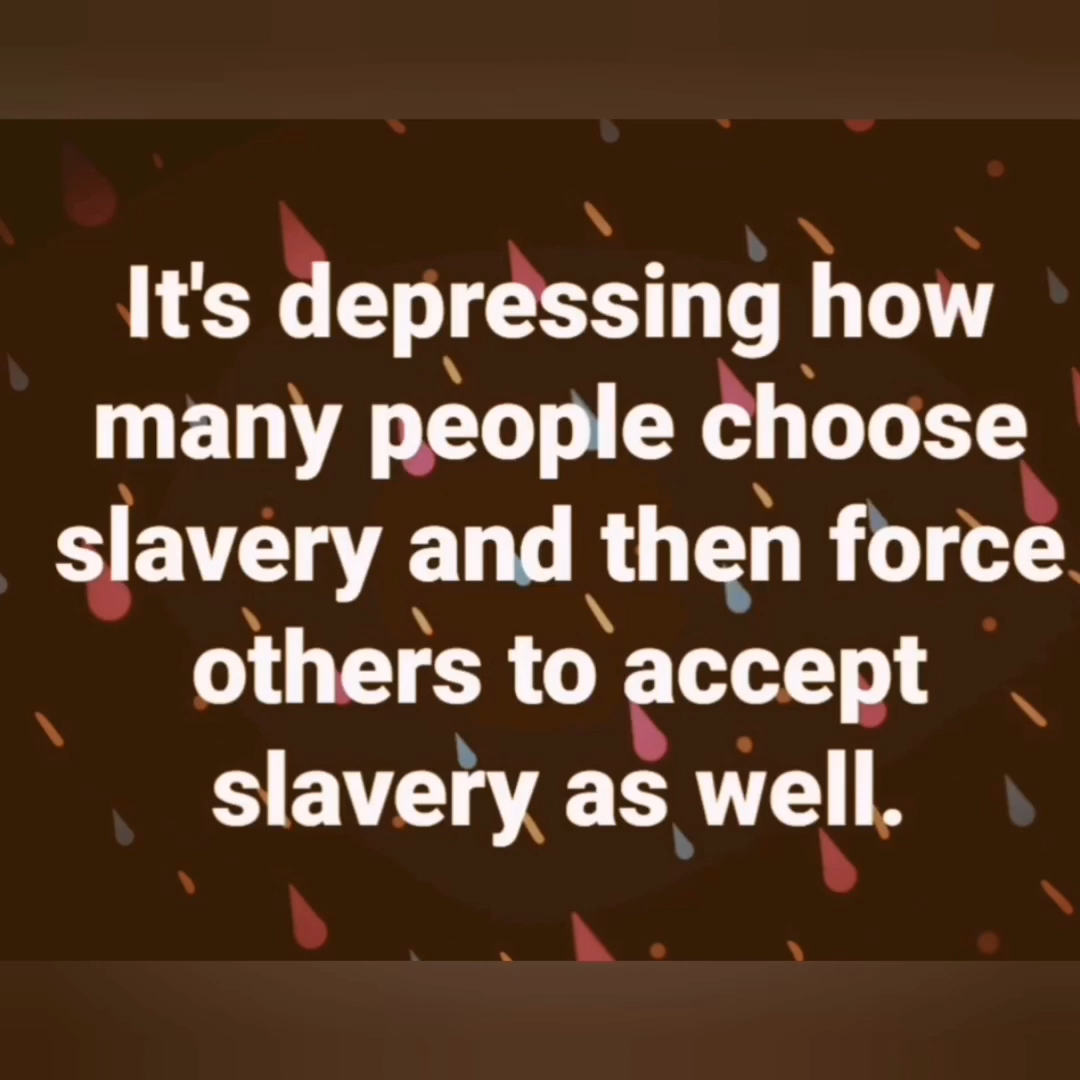 It's depressing how
many people choose
slavery and then force
others to accept
slavery as well.